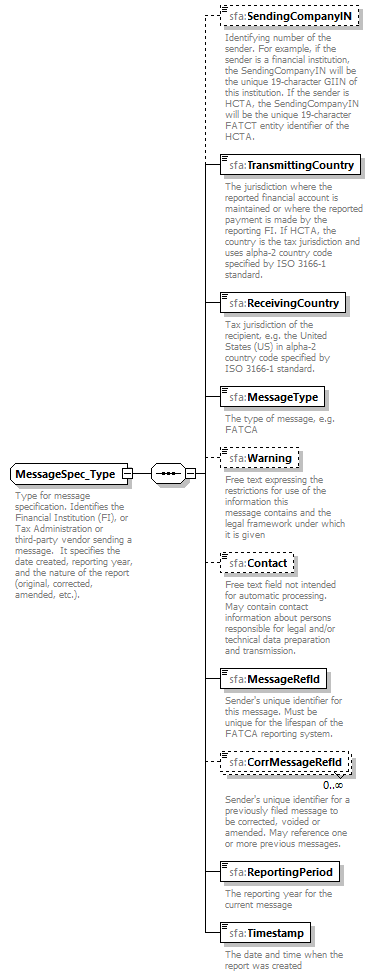 sfa:SendingCompanyIN
Identifying number of the
sender. For example, if the
sender is a financial institution,
the SendingCompanyIN will be
the unique 19-character GIIN of
this institution. If the sender is
HCTA, the SendingCompanyIN
will be the unique 19-character
FATCT entity identifier of the
HCTA.
sfa:TransmittingCountry
The jurisdiction where the
reported financial account is
maintained or where the reported
payment is made by the
reporting FI. If HCTA, the
country is the tax jurisdiction and
uses alpha-2 country code
specified by ISO 3166-1
standard.
sfa:ReceivingCountry
Tax jurisdiction of the
recipient, e.g. the United
States (US) in alpha-2
country code specified by
ISO 3166-1 standard.
sfa:MessageType
The type of message, e.g.
FATCA
MessageSpec_Type
Type for message
specification. Identifies the
Financial Institution (FI), or
Tax Administration or
third-party vendor sending a
message.  It specifies the
date created, reporting year,
and the nature of the report
(original, corrected,
amended, etc.).
sfa:Warning
Free text expressing the
restrictions for use of the
information this
message contains and the
legal framework under which
it is given
sfa:Contact
Free text field not intended
for automatic processing.
May contain contact
information about persons
responsible for legal and/or
technical data preparation
and transmission.
sfa:MessageRefId
Sender's unique identifier for
this message. Must be
unique for the lifespan of the
FATCA reporting system.
sfa:CorrMessageRefId
0..∞
Sender's unique identifier for a
previously filed message to
be corrected, voided or
amended. May reference one
or more previous messages.
sfa:ReportingPeriod
The reporting year for the
current message
sfa:Timestamp
The date and time when the
report was created